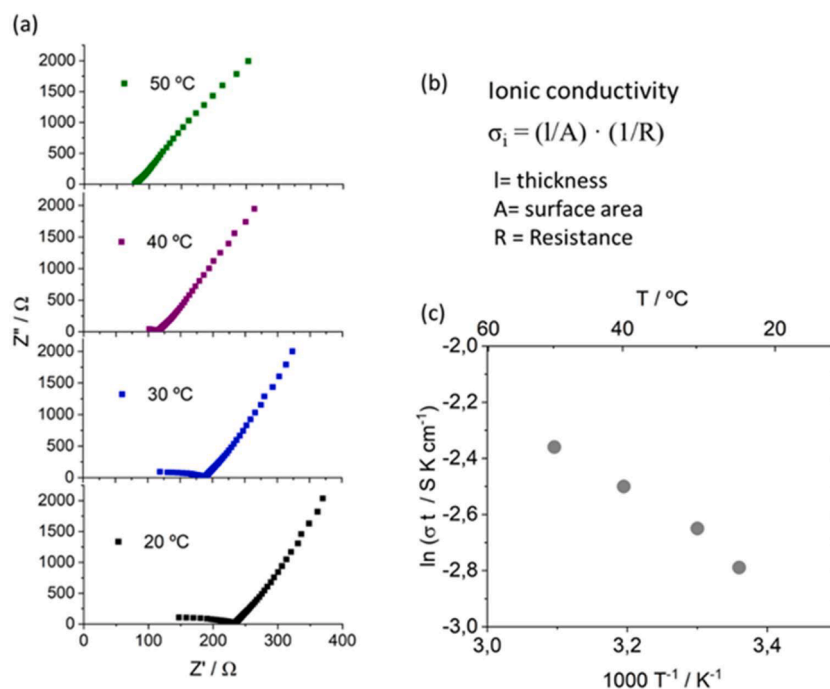 (a)
2000
1500
1000
500
0
50 ºC
2000
1500
1000
500
0
40 ºC
2000
1500
1000
500
0
30 ºC
2000
1500
1000
500
0
20 ºC
0 100 200 300 400
Z'' / Ω
Z' / Ω
(b)
Ionic conductivity
σi = (l/A) · (1/R)
l= thickness
A= surface area
R = Resistance
(c)
T / ºC
60 40 20
-2,0
-2,2
-2,4
-2,6
-2,8
-3,0
ln (σ t / S K cm⁻¹)
3,0 3,2 3,4
1000 T⁻¹ / K⁻¹